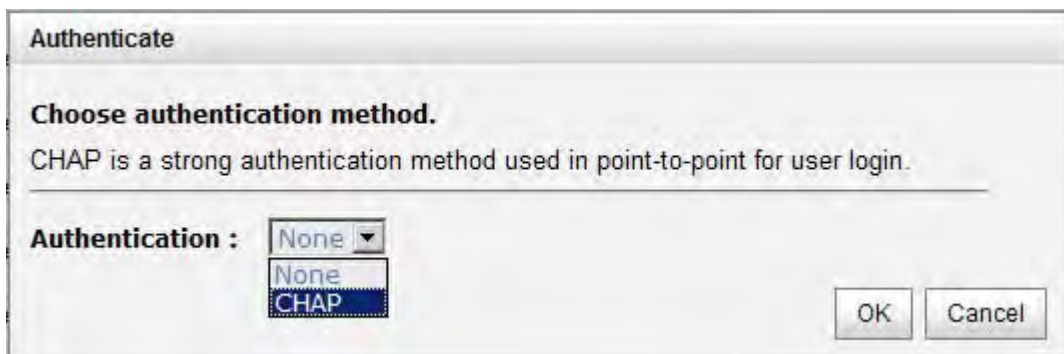 Authenticate
Choose authentication method.
CHAP is a strong authentication method used in point-to-point for user login.
Authentication : None
None
CHAP
OK Cancel